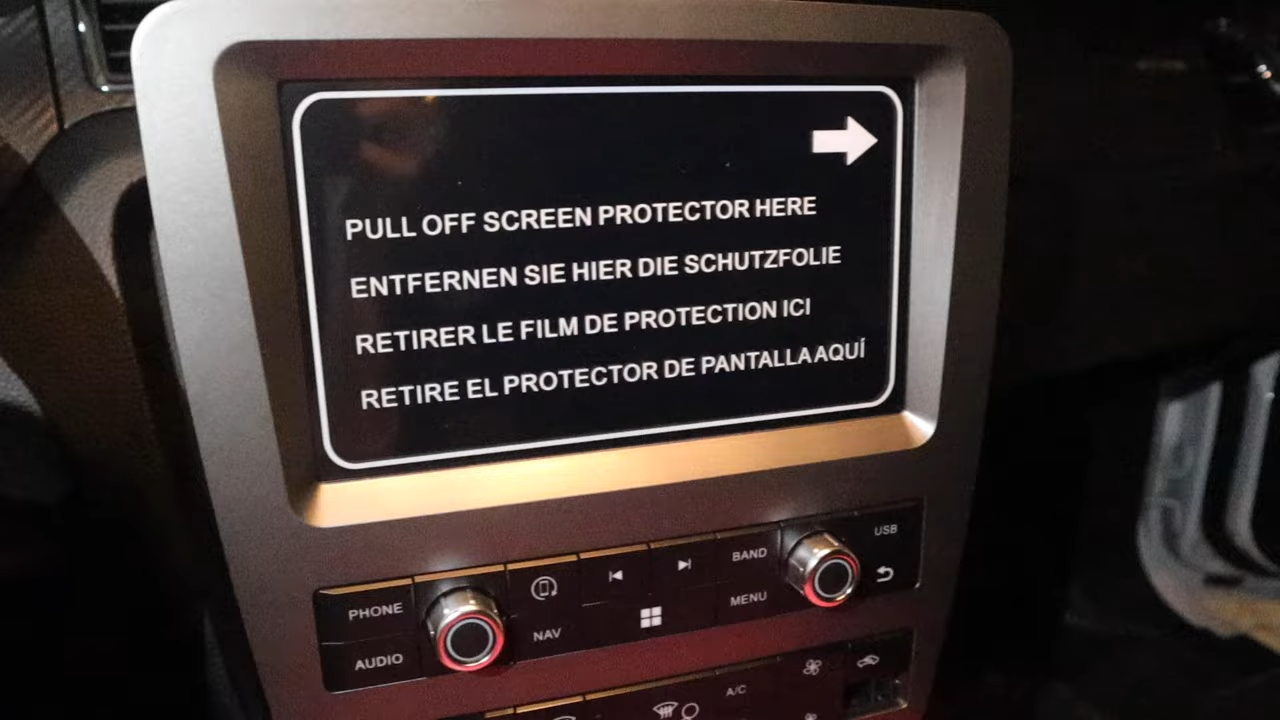 PULL OFF SCREEN PROTECTOR HERE
ENTFERNEN SIE HIER DIE SCHUTZFOLIE
RETIRER LE FILM DE PROTECTION ICI
RETIRE EL PROTECTOR DE PANTALLA AQUÍ
PHONE
BAND
USB
AUDIO
NAV
MENU
A/C